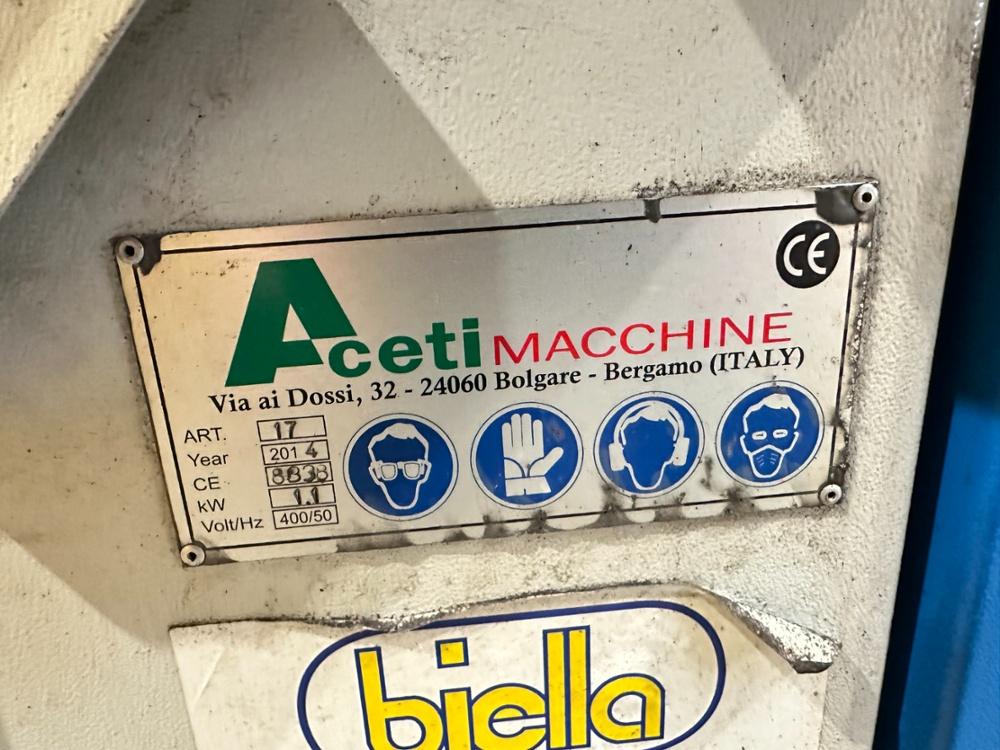 CE
Aceti MACCHINE
Via ai Dossi, 32 - 24060 Bolgare - Bergamo (ITALY)
ART. 17
Year 2014
CE 8838
kW 1.1
Volt/Hz 400/50
biella